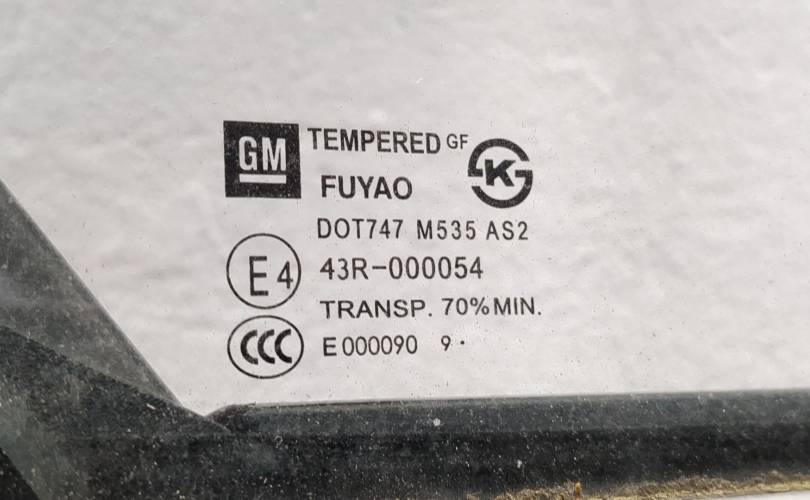 GM TEMPERED GF
FUYAO
K
DOT747 M535 AS2
E4 43R-000054
TRANSP. 70% MIN.
CCC E000090 9 ·